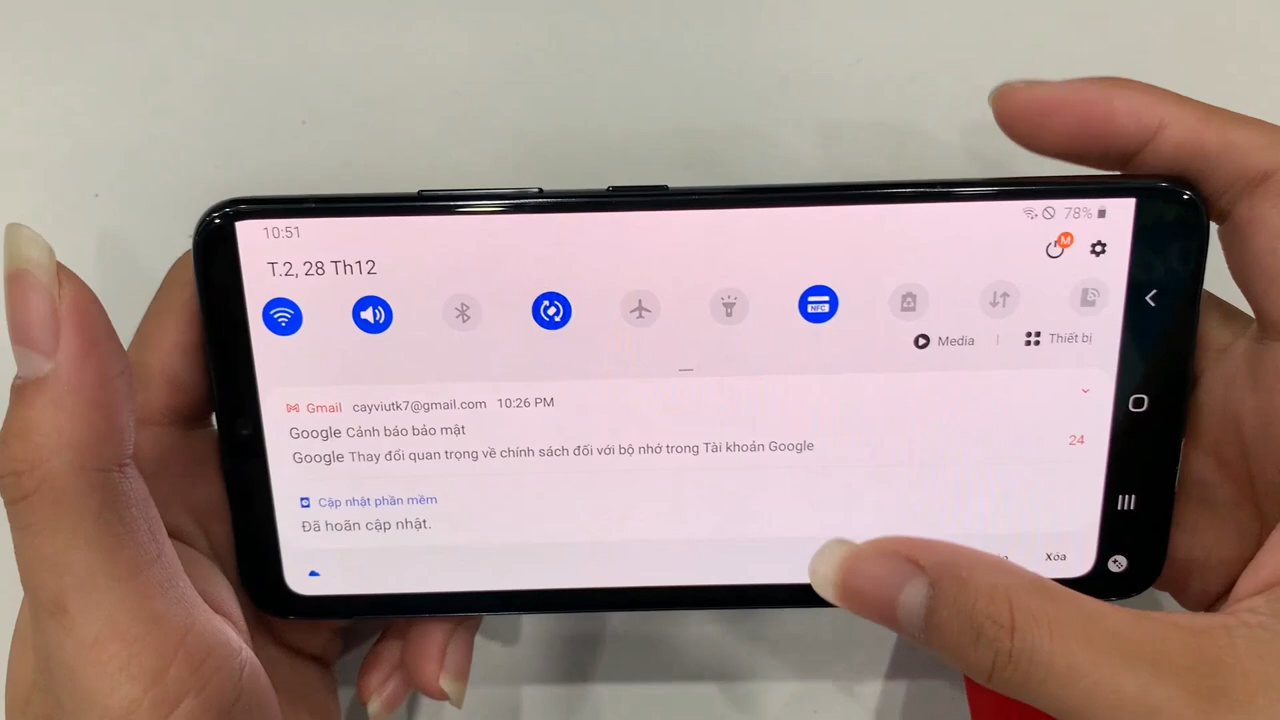 10:51
78%
M
T.2, 28 Th12
NFC
Media | Thiết bị
Gmail cayviutk7@gmail.com 10:26 PM
Google Cảnh báo bảo mật
Google Thay đổi quan trọng về chính sách đối với bộ nhớ trong Tài khoản Google
24
Cập nhật phần mềm
Đã hoãn cập nhật.
Xóa